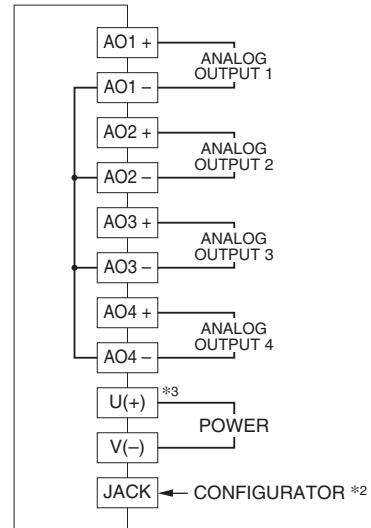 AO1 +
ANALOG
OUTPUT 1
AO1 –
AO2 +
ANALOG
OUTPUT 2
AO2 –
AO3 +
ANALOG
OUTPUT 3
AO3 –
AO4 +
ANALOG
OUTPUT 4
AO4 –
U(+) *3
POWER
V(–)
JACK CONFIGURATOR *2